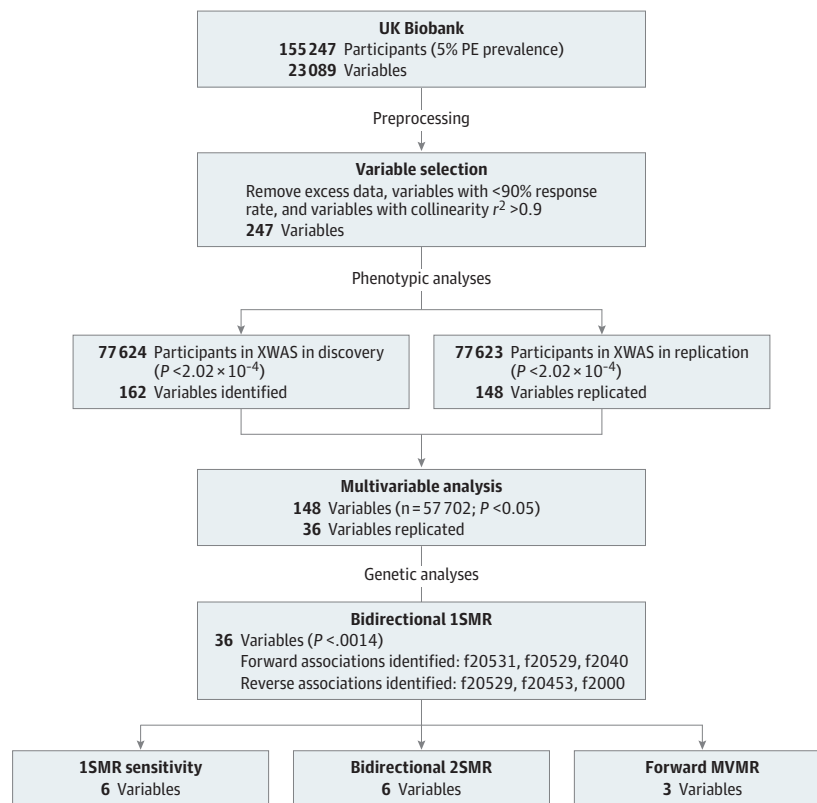 UK Biobank
155 247 Participants (5% PE prevalence)
23 089 Variables
Preprocessing
Variable selection
Remove excess data, variables with <90% response
rate, and variables with collinearity r² >0.9
247 Variables
Phenotypic analyses
77 624 Participants in XWAS in discovery
(P <2.02 × 10⁻⁴)
162 Variables identified
77 623 Participants in XWAS in replication
(P <2.02 × 10⁻⁴)
148 Variables replicated
Multivariable analysis
148 Variables (n = 57 702; P <0.05)
36 Variables replicated
Genetic analyses
Bidirectional 1SMR
36 Variables (P <.0014)
Forward associations identified: f20531, f20529, f2040
Reverse associations identified: f20529, f20453, f2000
1SMR sensitivity
6 Variables
Bidirectional 2SMR
6 Variables
Forward MVMR
3 Variables